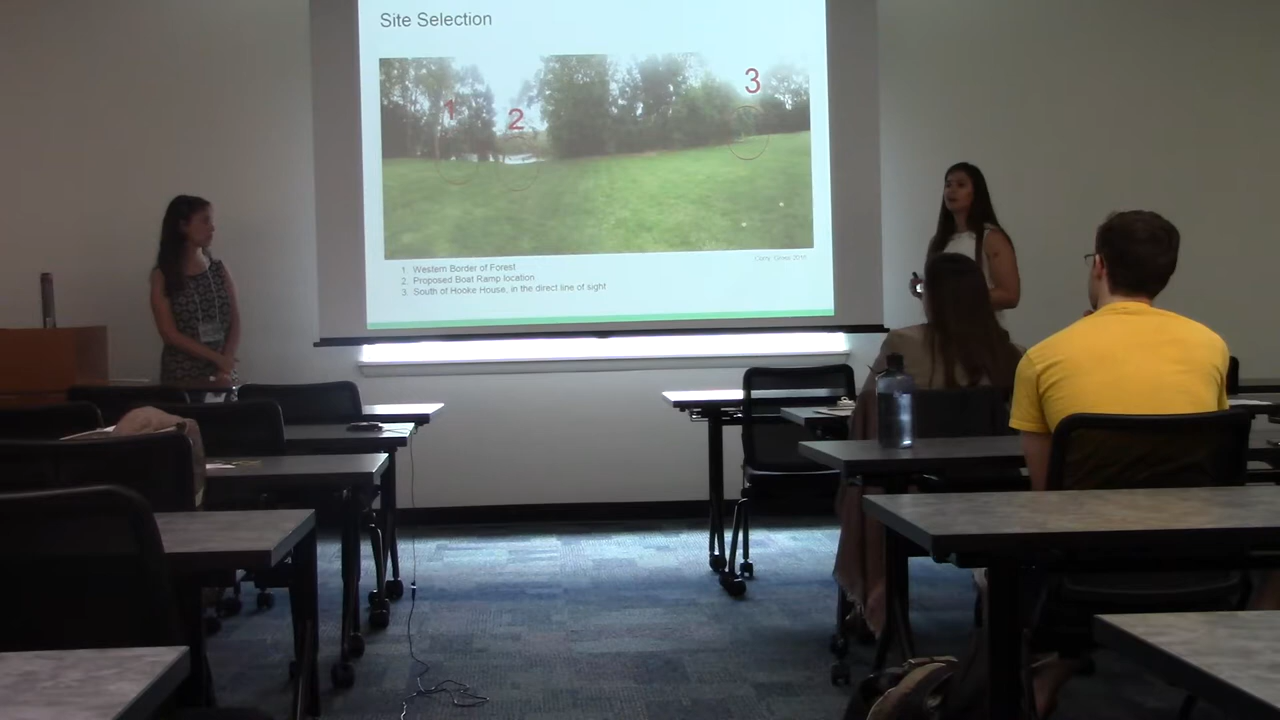 Site Selection
1
2
3
1. Western Border of Forest
2. Proposed Boat Ramp location
3. South of Hooke House, in the direct line of sight